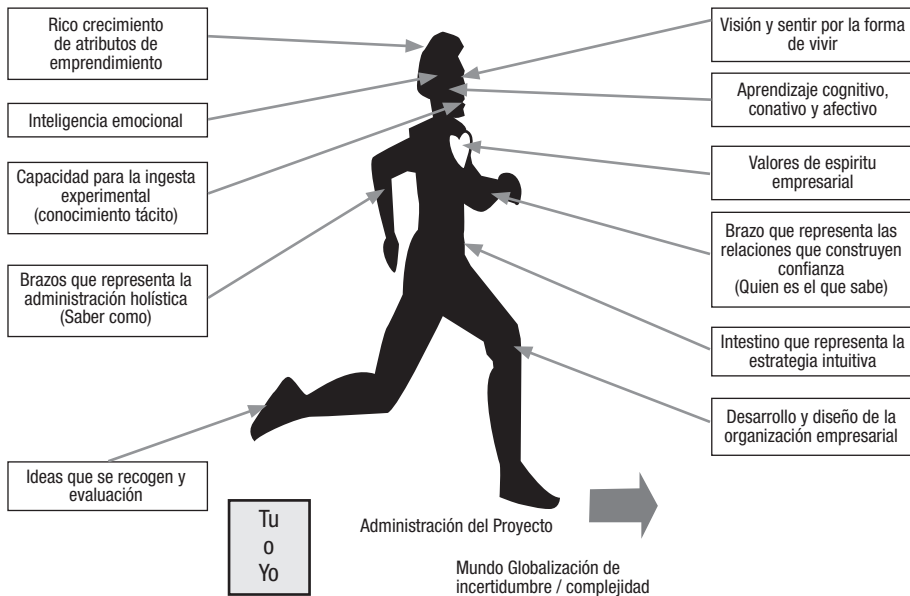 Rico crecimiento
de atributos de
emprendimiento
Inteligencia emocional
Capacidad para la ingesta
experimental
(conocimiento tácito)
Brazos que representa la
administración holística
(Saber como)
Ideas que se recogen y
evaluación
Visión y sentir por la forma
de vivir
Aprendizaje cognitivo,
conativo y afectivo
Valores de espiritu
empresarial
Brazo que representa las
relaciones que construyen
confianza
(Quien es el que sabe)
Intestino que representa la
estrategia intuitiva
Desarrollo y diseño de la
organización empresarial
Tu
o
Yo
Administración del Proyecto
Mundo Globalización de
incertidumbre / complejidad